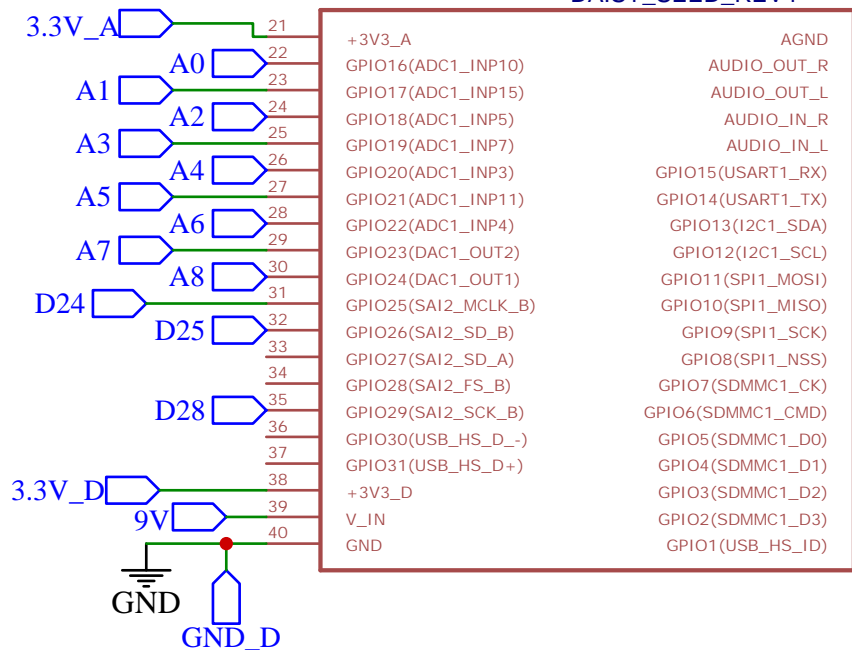 3.3V_A 21 +3V3_A AGND
A0 22 GPIO16(ADC1_INP10) AUDIO_OUT_R
A1 23 GPIO17(ADC1_INP15) AUDIO_OUT_L
A2 24 GPIO18(ADC1_INP5) AUDIO_IN_R
A3 25 GPIO19(ADC1_INP7) AUDIO_IN_L
A4 26 GPIO20(ADC1_INP3) GPIO15(USART1_RX)
A5 27 GPIO21(ADC1_INP11) GPIO14(USART1_TX)
A6 28 GPIO22(ADC1_INP4) GPIO13(I2C1_SDA)
A7 29 GPIO23(DAC1_OUT2) GPIO12(I2C1_SCL)
A8 30 GPIO24(DAC1_OUT1) GPIO11(SPI1_MOSI)
D24 31 GPIO25(SAI2_MCLK_B) GPIO10(SPI1_MISO)
D25 32 GPIO26(SAI2_SD_B) GPIO9(SPI1_SCK)
33 GPIO27(SAI2_SD_A) GPIO8(SPI1_NSS)
34 GPIO28(SAI2_FS_B) GPIO7(SDMMC1_CK)
D28 35 GPIO29(SAI2_SCK_B) GPIO6(SDMMC1_CMD)
36 GPIO30(USB_HS_D_-) GPIO5(SDMMC1_D0)
37 GPIO31(USB_HS_D+) GPIO4(SDMMC1_D1)
3.3V_D 38 +3V3_D GPIO3(SDMMC1_D2)
9V 39 V_IN GPIO2(SDMMC1_D3)
40 GND GPIO1(USB_HS_ID)
GND
GND_D